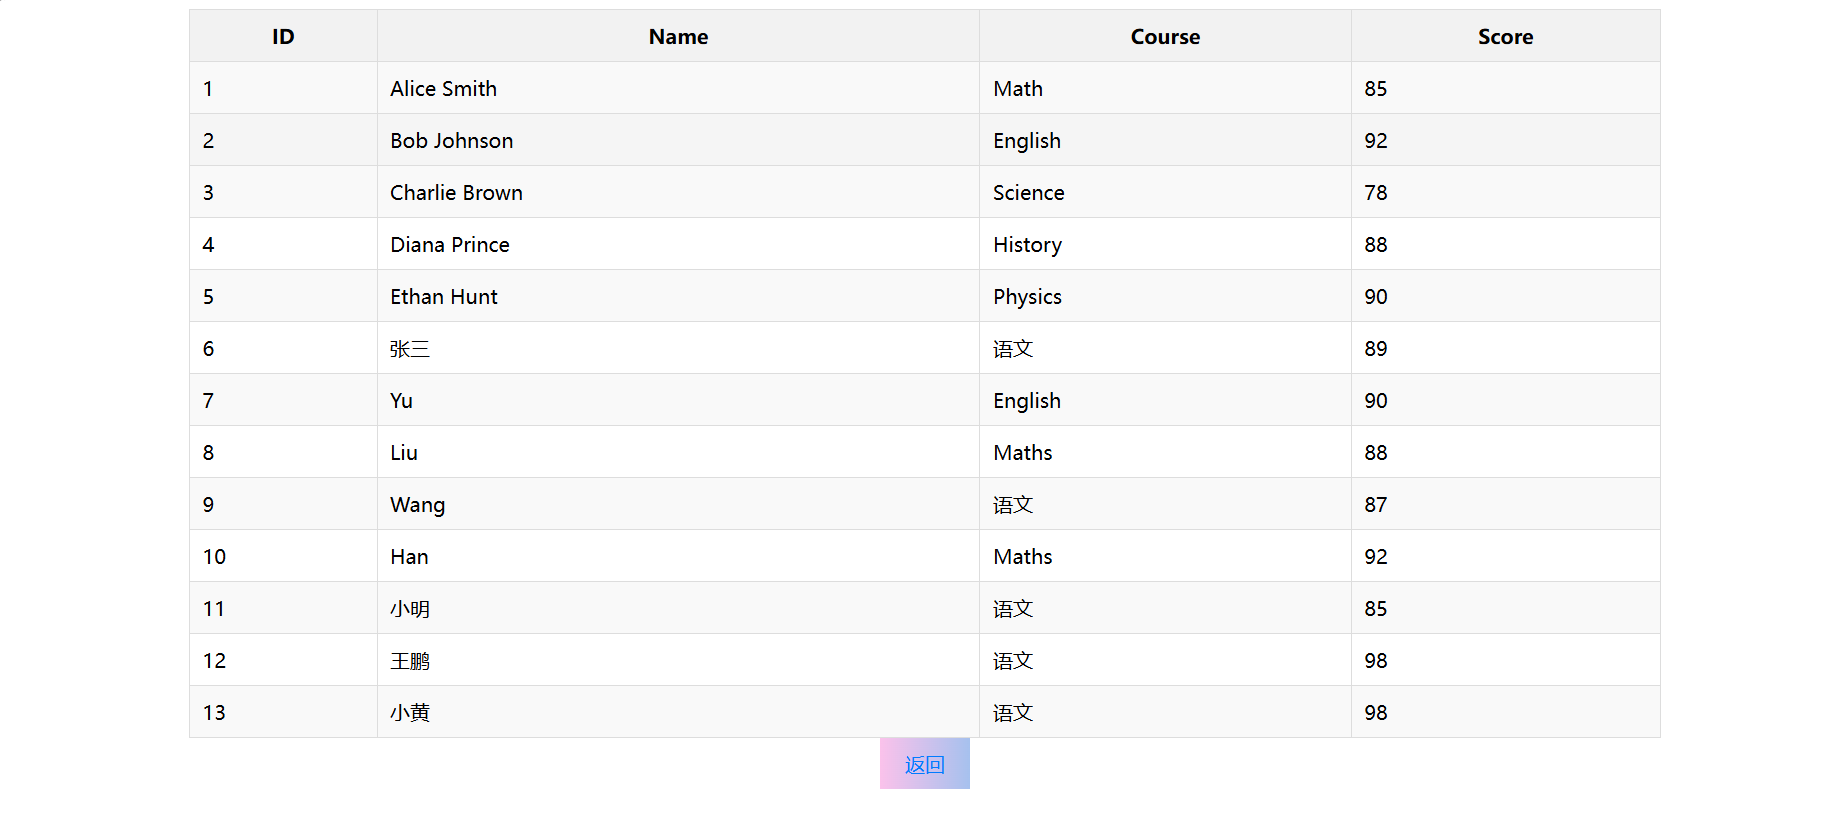 ID Name Course Score
1 Alice Smith Math 85
2 Bob Johnson English 92
3 Charlie Brown Science 78
4 Diana Prince History 88
5 Ethan Hunt Physics 90
6 张三 语文 89
7 Yu English 90
8 Liu Maths 88
9 Wang 语文 87
10 Han Maths 92
11 小明 语文 85
12 王鹏 语文 98
13 小黄 语文 98
返回